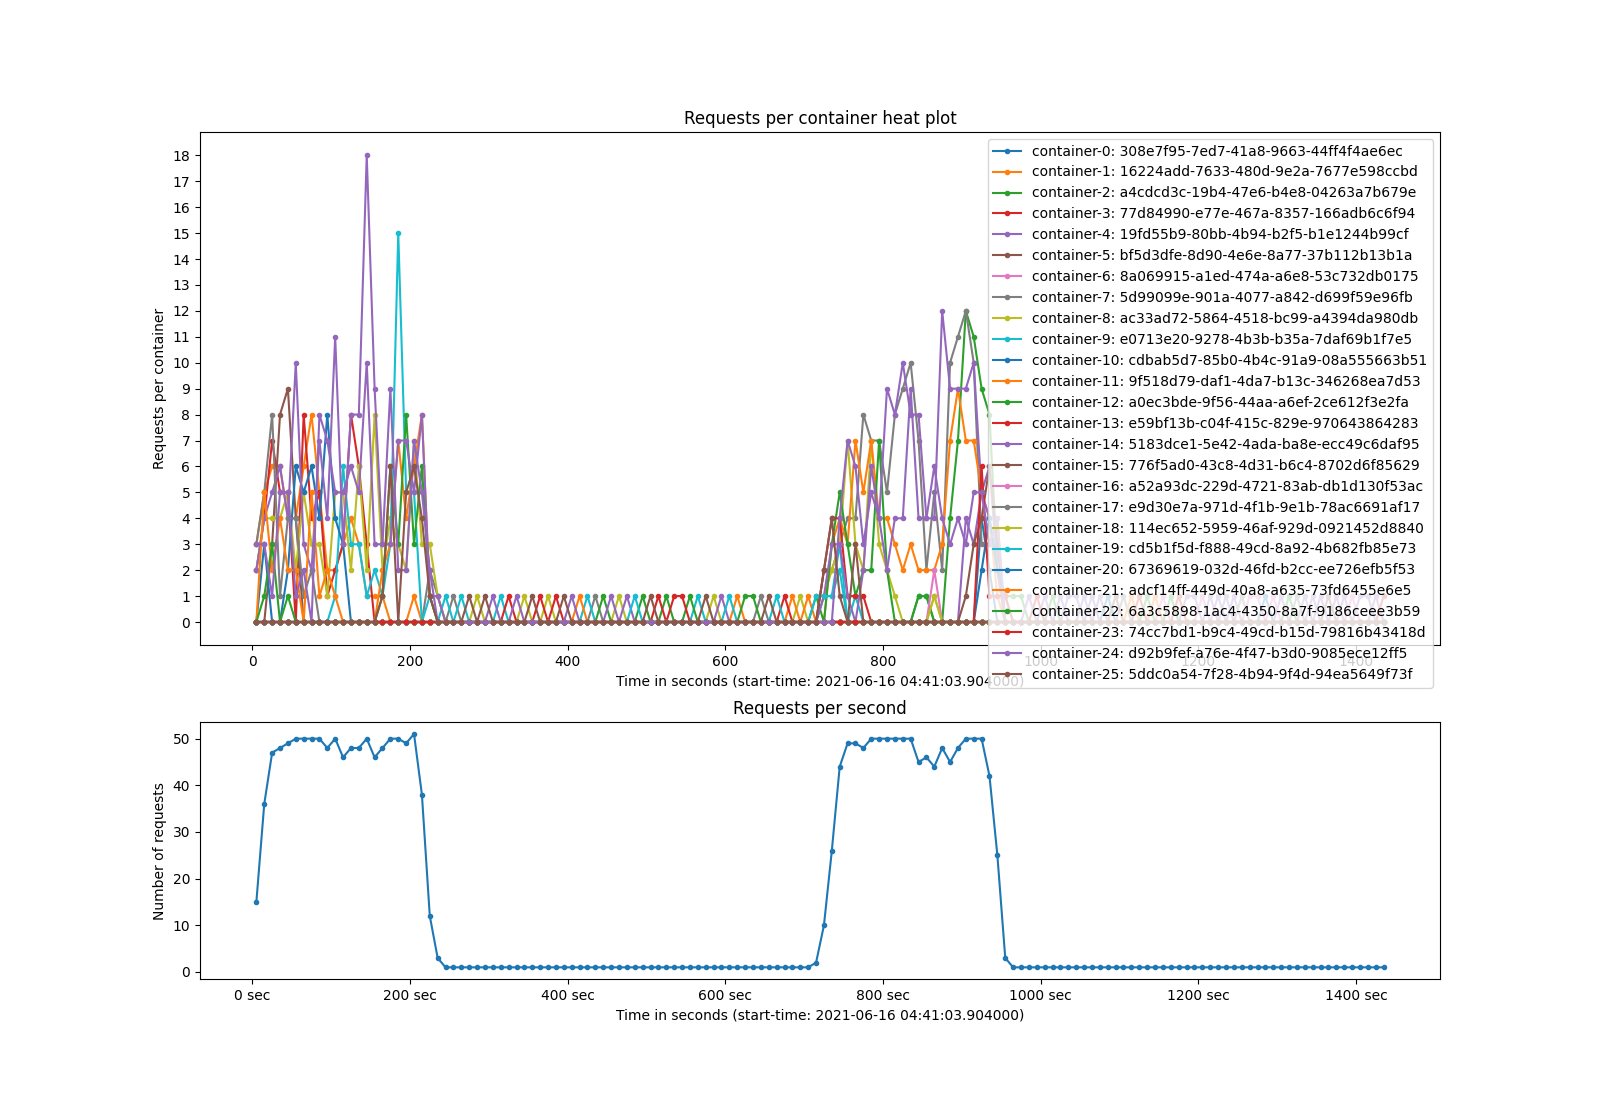 Requests per container heat plot
18
17
16
15
14
13
12
11
10
9
8
7
6
5
4
3
2
1
0
Requests per container
container-0: 308e7f95-7ed7-41a8-9663-44ff4f4ae6ec
container-1: 16224add-7633-480d-9e2a-7677e598ccbd
container-2: a4cdcd3c-19b4-47e6-b4e8-04263a7b679e
container-3: 77d84990-e77e-467a-8357-166adb6c6f94
container-4: 19fd55b9-80bb-4b94-b2f5-b1e1244b99cf
container-5: bf5d3dfe-8d90-4e6e-8a77-37b112b13b1a
container-6: 8a069915-a1ed-474a-a6e8-53c732db0175
container-7: 5d99099e-901a-4077-a842-d699f59e96fb
container-8: ac33ad72-5864-4518-bc99-a4394da980db
container-9: e0713e20-9278-4b3b-b35a-7daf69b1f7e5
container-10: cdbab5d7-85b0-4b4c-91a9-08a555663b51
container-11: 9f518d79-daf1-4da7-b13c-346268ea7d53
container-12: a0ec3bde-9f56-44aa-a6ef-2ce612f3e2fa
container-13: e59bf13b-c04f-415c-829e-970643864283
container-14: 5183dce1-5e42-4ada-ba8e-ecc49c6daf95
container-15: 776f5ad0-43c8-4d31-b6c4-8702d6f85629
container-16: a52a93dc-229d-4721-83ab-db1d130f53ac
container-17: e9d30e7a-971d-4f1b-9e1b-78ac6691af17
container-18: 114ec652-5959-46af-929d-0921452d8840
container-19: cd5b1f5d-f888-49cd-8a92-4b682fb85e73
container-20: 67369619-032d-46fd-b2cc-ee726efb5f53
container-21: adcf14ff-449d-40a8-a635-73fd6455e6e5
container-22: 6a3c5898-1ac4-4350-8a7f-9186ceee3b59
container-23: 74cc7bd1-b9c4-49cd-b15d-79816b43418d
container-24: d92b9fef-a76e-4f47-b3d0-9085ece12ff5
container-25: 5ddc0a54-7f28-4b94-9f4d-94ea5649f73f
0 200 400 600 800 1000 1200 1400
Time in seconds (start-time: 2021-06-16 04:41:03.904000)
Requests per second
50
40
30
20
10
0
Number of requests
0 sec 200 sec 400 sec 600 sec 800 sec 1000 sec 1200 sec 1400 sec
Time in seconds (start-time: 2021-06-16 04:41:03.904000)